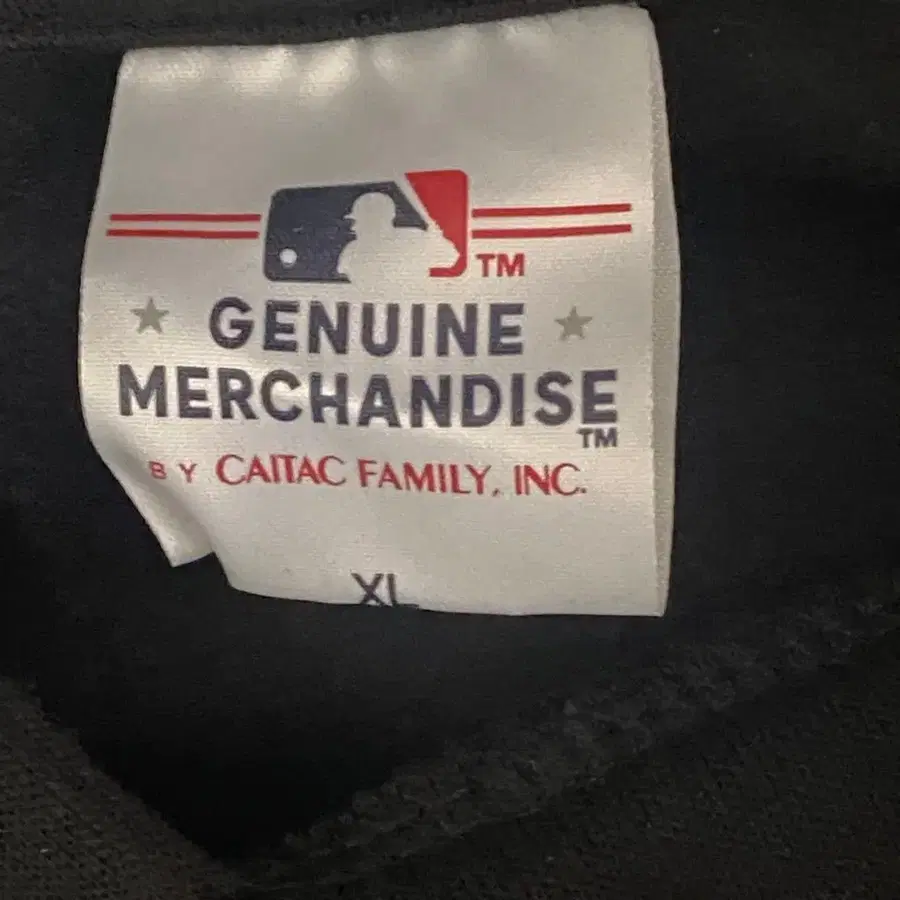 TM
GENUINE
MERCHANDISE
TM
BY CAITAC FAMILY, INC.
XL